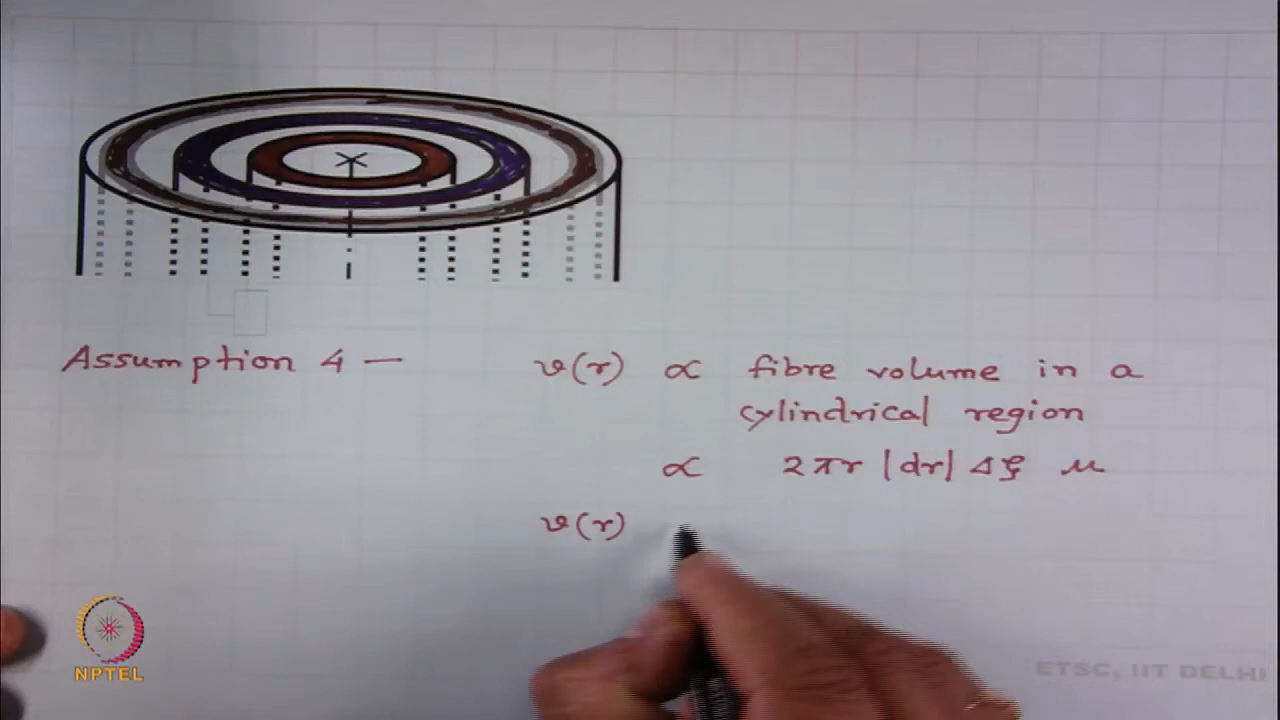 Assumption 4 — ϑ(r) ∝ fibre volume in a
cylindrical region
∝ 2πr |dr| Δξ μ
ϑ(r)
NPTEL
ETSC, IIT DELHI